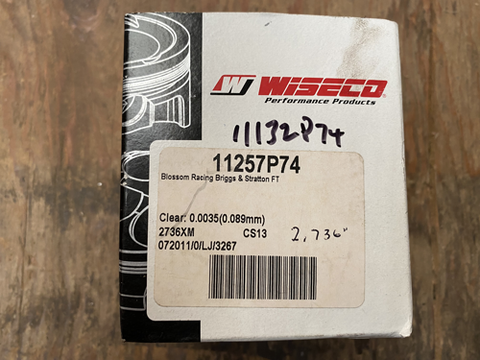 WISECO
Performance Products
11132P74
11257P74
Blossom Racing Briggs & Stratton FT
Clear: 0.0035(0.089mm)
2736XM CS13 2,736"
072011/0/LJ/3267